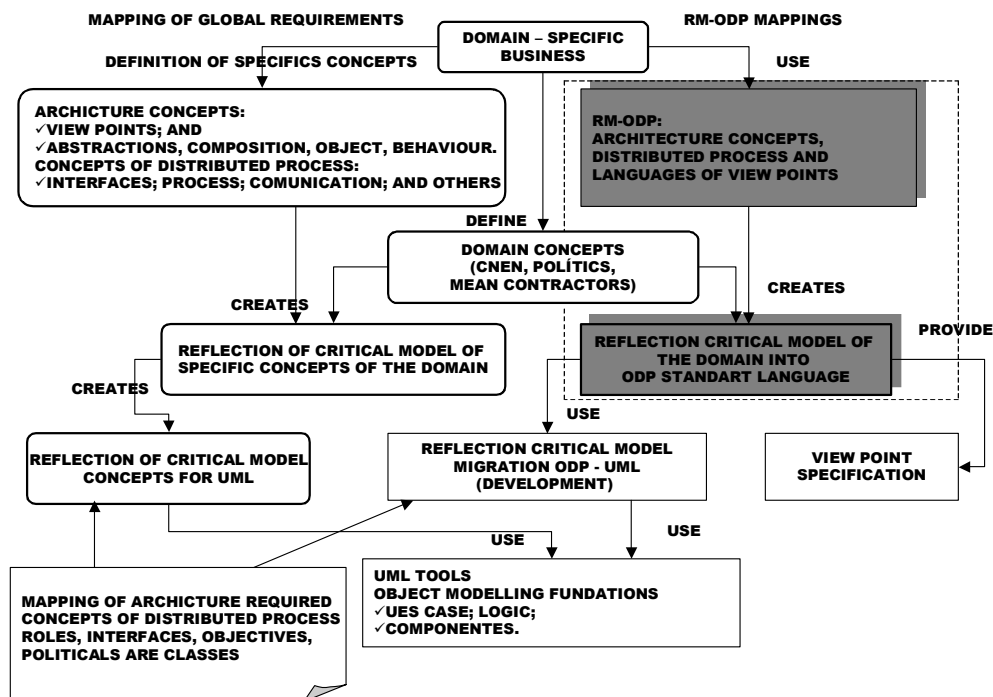 MAPPING OF GLOBAL REQUIREMENTS
RM-ODP MAPPINGS
DOMAIN – SPECIFIC
BUSINESS
DEFINITION OF SPECIFICS CONCEPTS
USE
ARCHICTURE CONCEPTS:
✓VIEW POINTS; AND
✓ABSTRACTIONS, COMPOSITION, OBJECT, BEHAVIOUR.
CONCEPTS OF DISTRIBUTED PROCESS:
✓INTERFACES; PROCESS; COMUNICATION; AND OTHERS
RM-ODP:
ARCHITECTURE CONCEPTS,
DISTRIBUTED PROCESS AND
LANGUAGES OF VIEW POINTS
DEFINE
DOMAIN CONCEPTS
(CNEN, POLÍTICS,
MEAN CONTRACTORS)
CREATES
CREATES
PROVIDE
REFLECTION OF CRITICAL MODEL OF
SPECIFIC CONCEPTS OF THE DOMAIN
REFLECTION CRITICAL MODEL OF
THE DOMAIN INTO
ODP STANDART LANGUAGE
CREATES
USE
REFLECTION OF CRITICAL MODEL
CONCEPTS FOR UML
REFLECTION CRITICAL MODEL
MIGRATION ODP - UML
(DEVELOPMENT)
VIEW POINT
SPECIFICATION
USE
USE
UML TOOLS
OBJECT MODELLING FUNDATIONS
✓UES CASE; LOGIC;
✓COMPONENTES.
MAPPING OF ARCHICTURE REQUIRED
CONCEPTS OF DISTRIBUTED PROCESS
ROLES, INTERFACES, OBJECTIVES,
POLITICALS ARE CLASSES